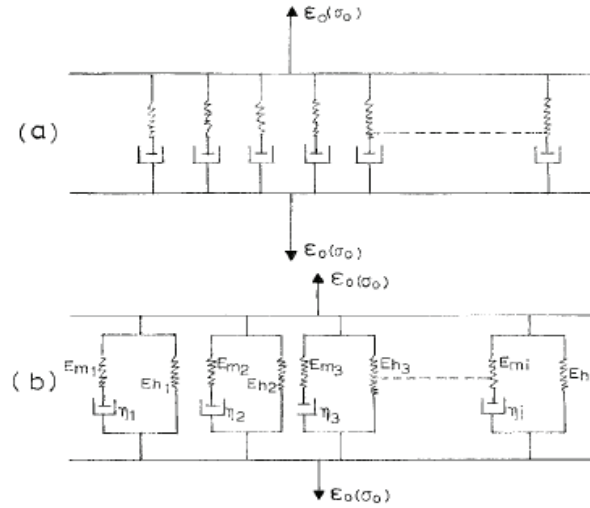 ε₀(σ₀)
(a)
ε₀(σ₀)
ε₀(σ₀)
(b)
Em₁ Eh₁ Em₂ Eh₂ Em₃ Eh₃ Emi Eh
η₁ η₂ η₃ ηi
ε₀(σ₀)